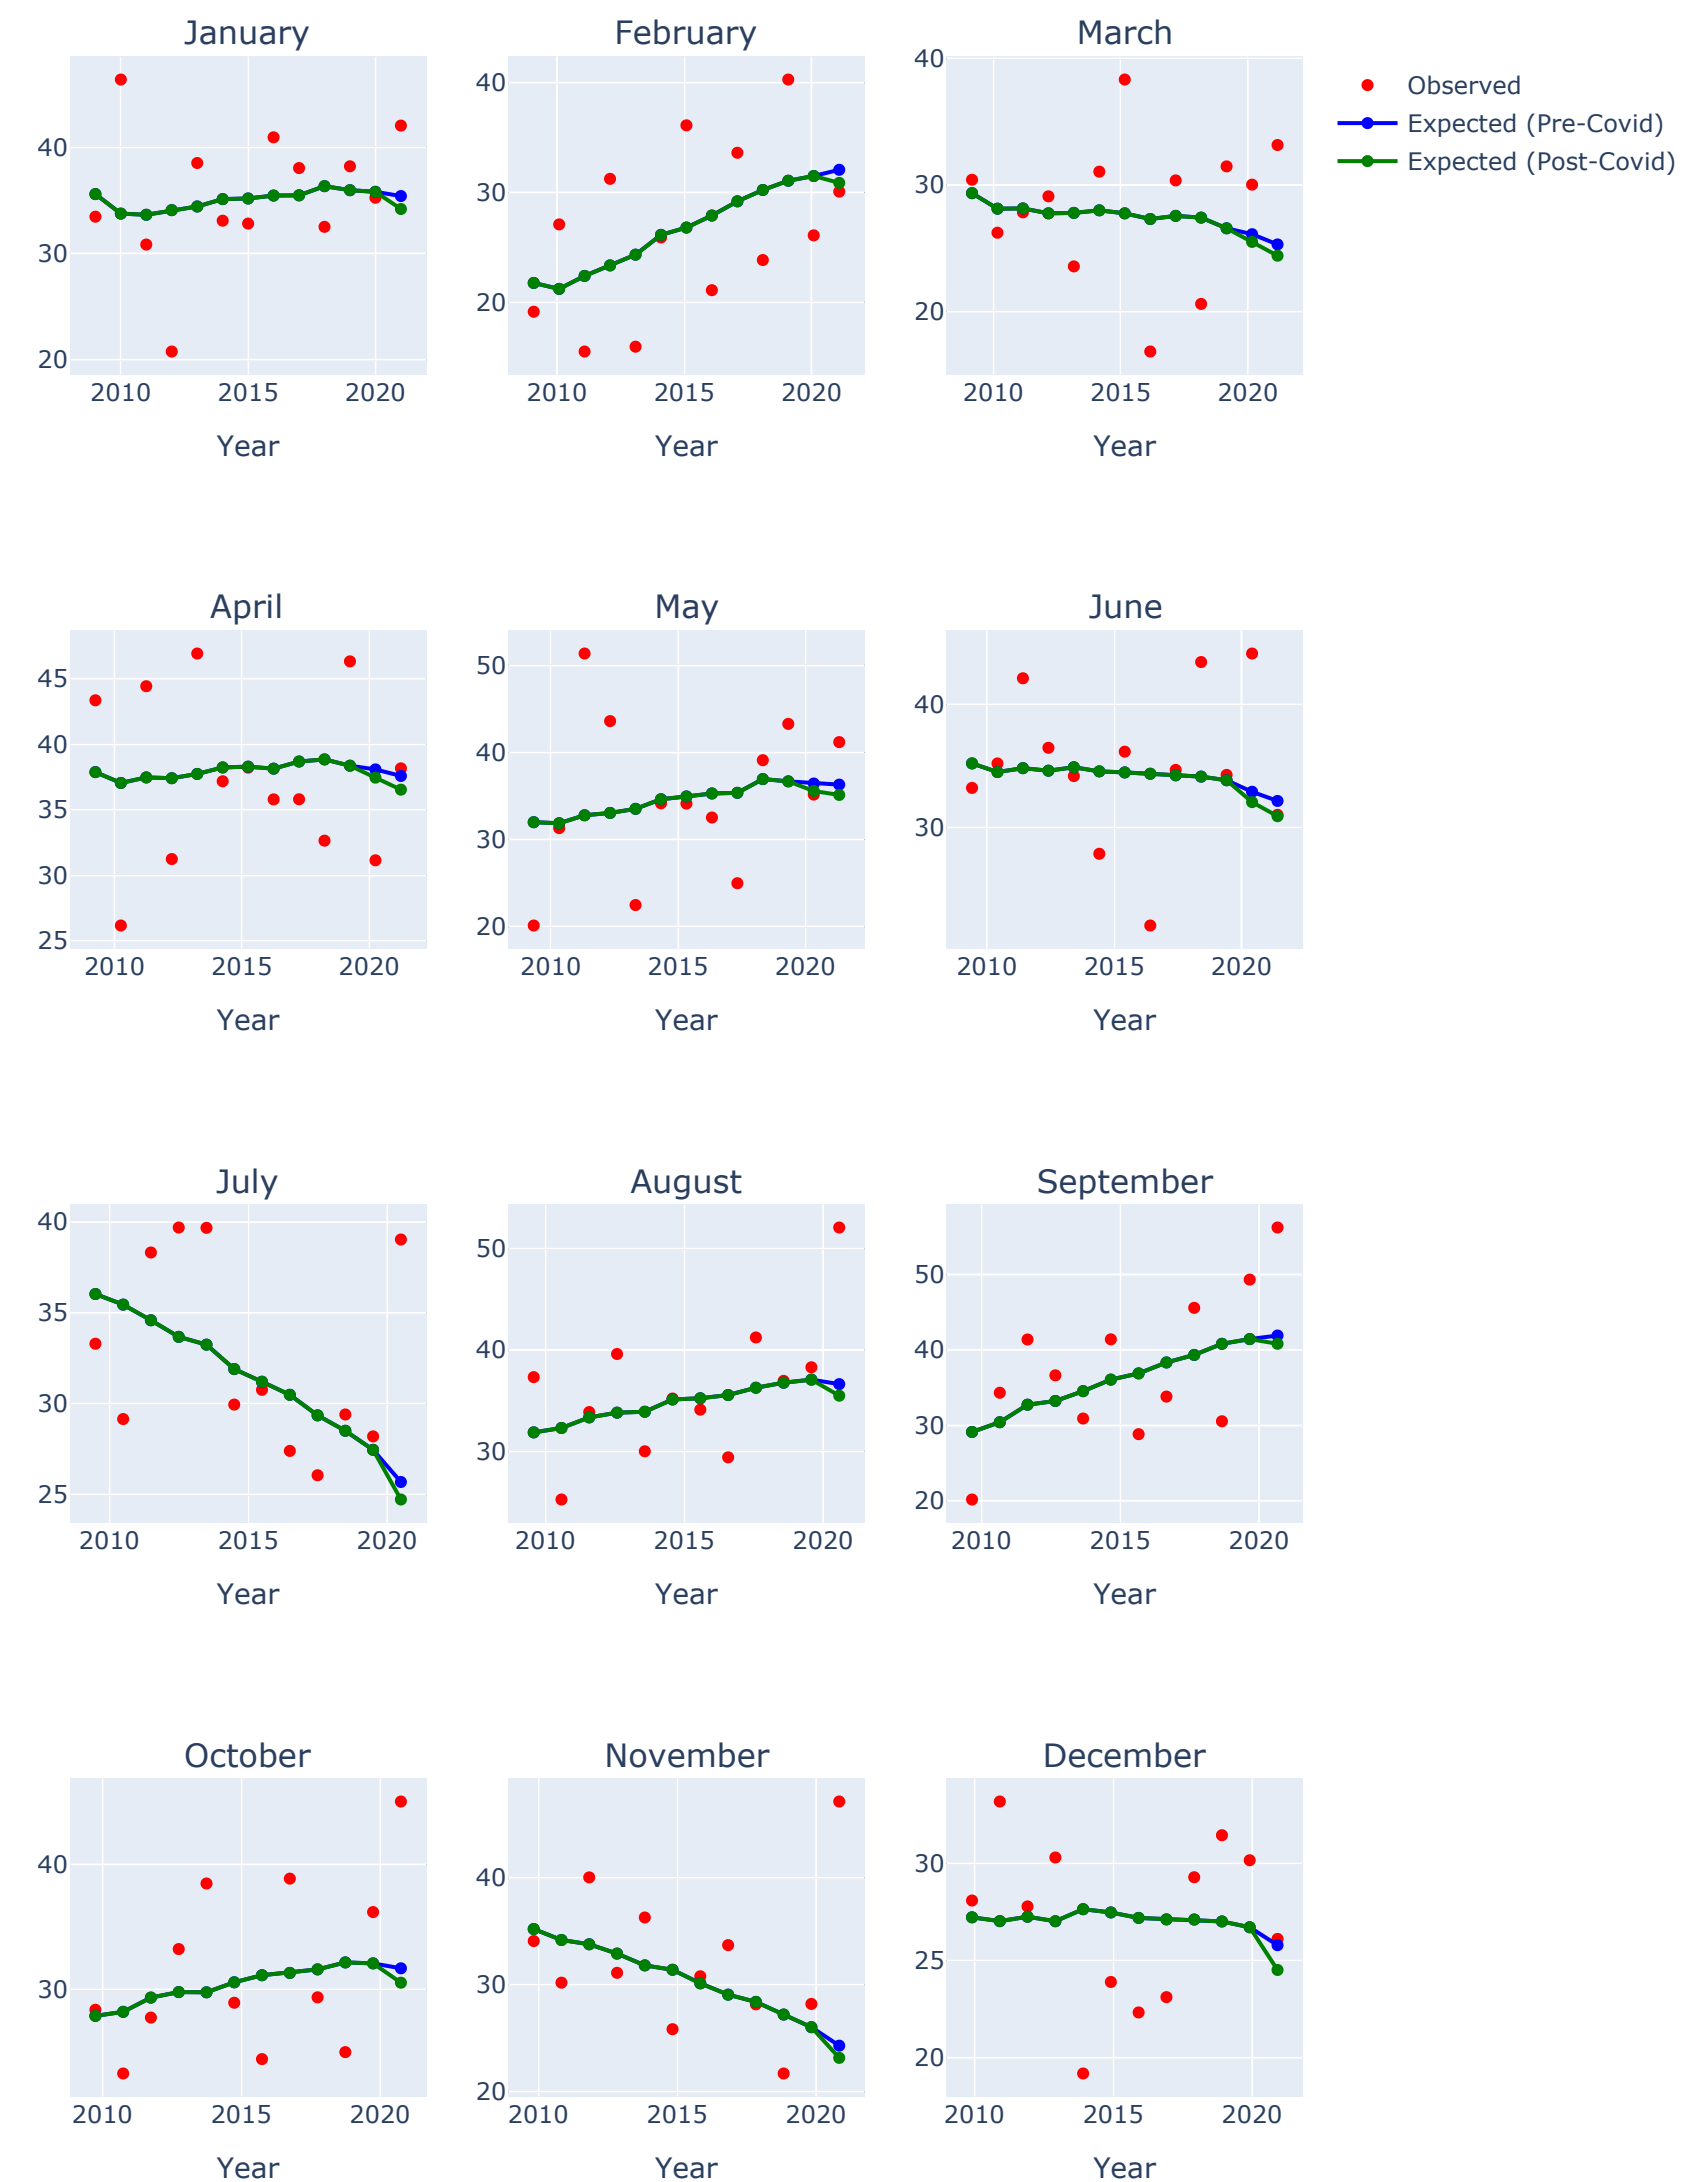 January February March
40
30
20
2010 2015 2020
Year
40
30
20
2010 2015 2020
Year
40
30
20
2010 2015 2020
Year
Observed
Expected (Pre-Covid)
Expected (Post-Covid)
April May June
45
40
35
30
25
2010 2015 2020
Year
50
40
30
20
2010 2015 2020
Year
40
30
2010 2015 2020
Year
July August September
40
35
30
25
2010 2015 2020
Year
50
40
30
2010 2015 2020
Year
50
40
30
20
2010 2015 2020
Year
October November December
40
30
2010 2015 2020
Year
40
30
20
2010 2015 2020
Year
30
25
20
2010 2015 2020
Year